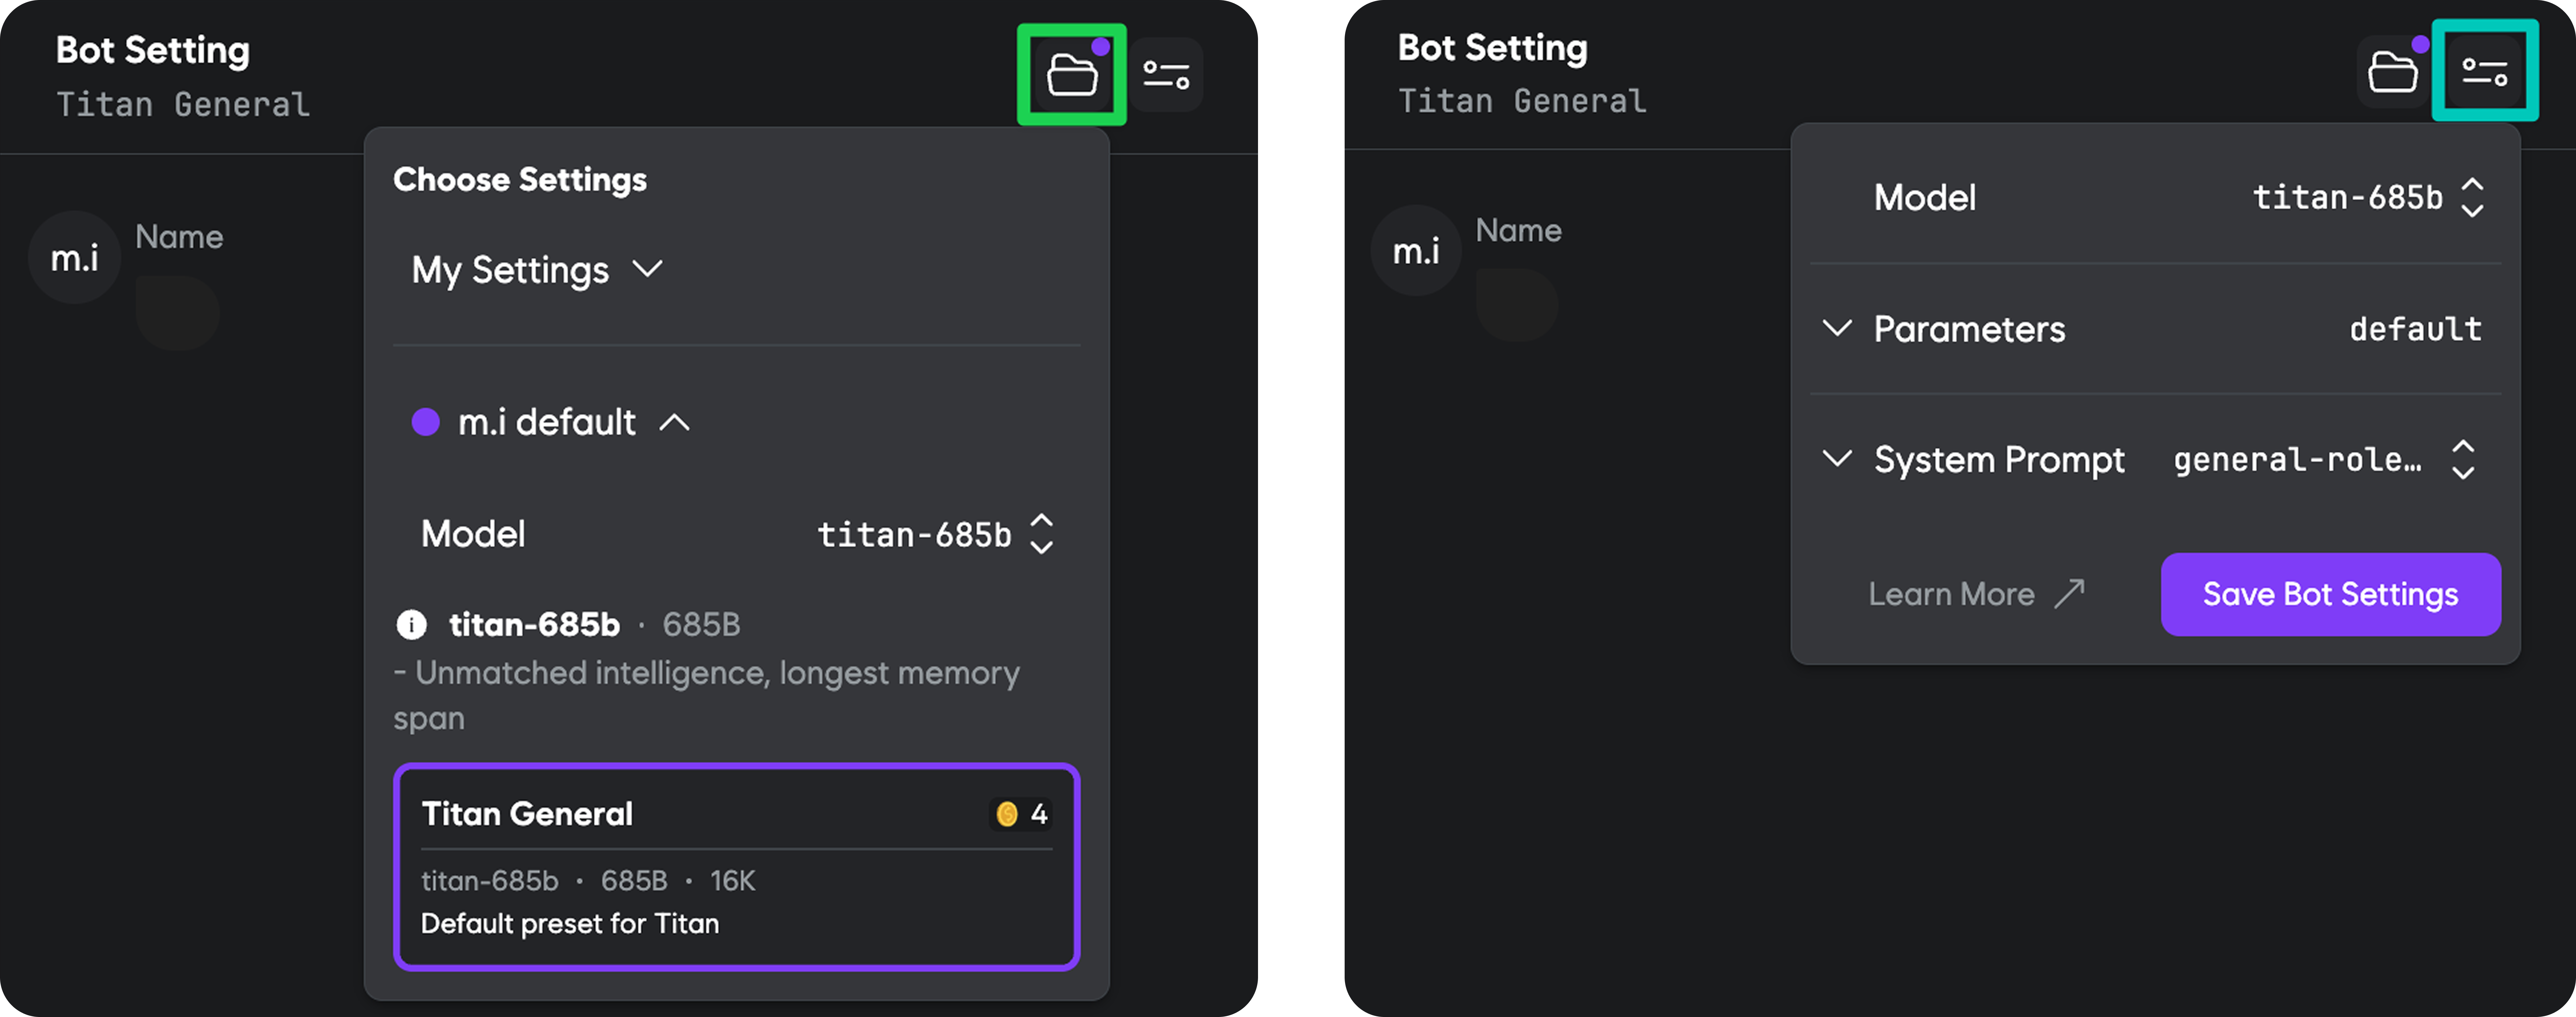 Bot Setting
Titan General
Choose Settings
m.i
Name
My Settings
m.i default
Model titan-685b
titan-685b · 685B
- Unmatched intelligence, longest memory
span
Titan General 4
titan-685b · 685B · 16K
Default preset for Titan
Bot Setting
Titan General
m.i
Name
Model titan-685b
Parameters default
System Prompt general-role…
Learn More
Save Bot Settings